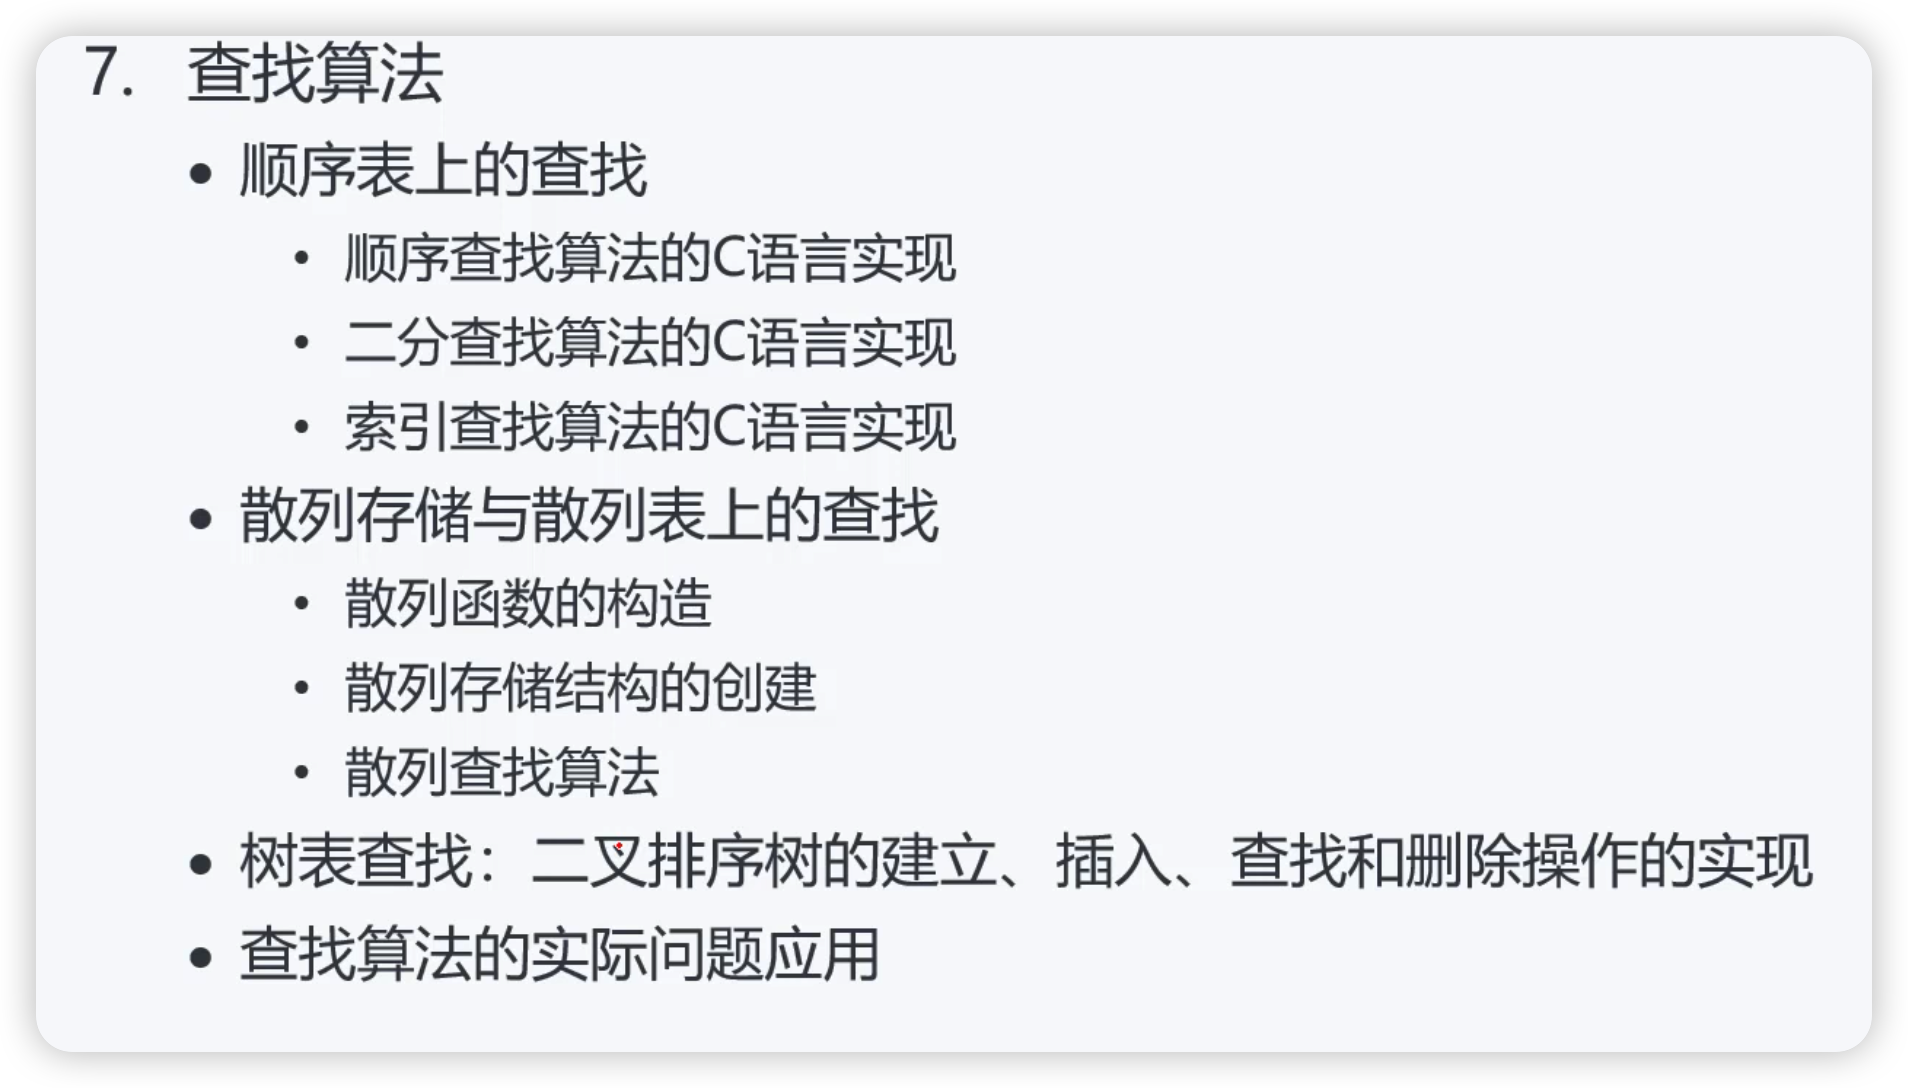 7. 查找算法
● 顺序表上的查找
• 顺序查找算法的C语言实现
• 二分查找算法的C语言实现
• 索引查找算法的C语言实现
● 散列存储与散列表上的查找
• 散列函数的构造
• 散列存储结构的创建
• 散列查找算法
● 树表查找：二叉排序树的建立、插入、查找和删除操作的实现
● 查找算法的实际问题应用